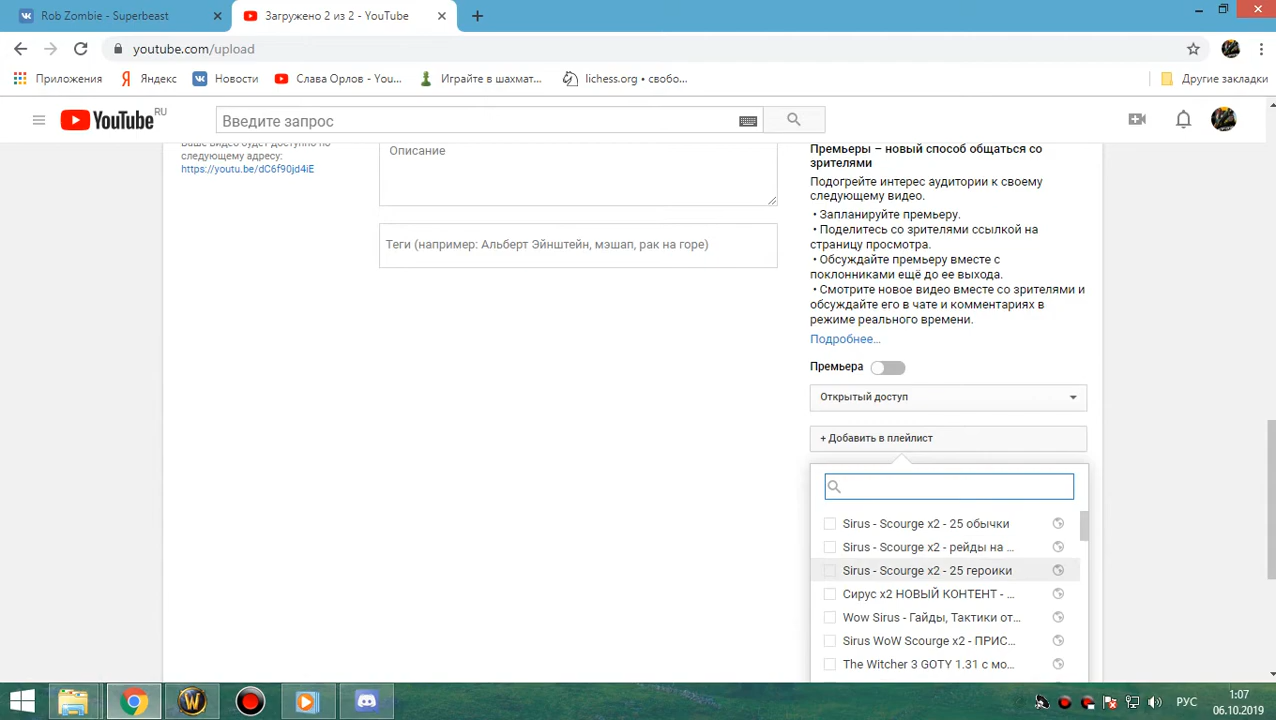 Rob Zombie - Superbeast
Загружено 2 из 2 - YouTube
youtube.com/upload
Приложения
Яндекс
Новости
Слава Орлов - You...
Играйте в шахмат...
lichess.org • свобо...
Другие закладки
YouTube RU
Введите запрос
Ваше видео будет доступно по
следующему адресу:
https://youtu.be/dC6f90jd4iE
Описание
Теги (например: Альберт Эйнштейн, мэшап, рак на горе)
Премьеры – новый способ общаться со
зрителями
Подогрейте интерес аудитории к своему
следующему видео.
• Запланируйте премьеру.
• Поделитесь со зрителями ссылкой на
страницу просмотра.
• Обсуждайте премьеру вместе с
поклонниками ещё до ее выхода.
• Смотрите новое видео вместе со зрителями и
обсуждайте его в чате и комментариях в
режиме реального времени.
Подробнее...
Премьера
Открытый доступ
+ Добавить в плейлист
Sirus - Scourge x2 - 25 обычки
Sirus - Scourge x2 - рейды на ...
Sirus - Scourge x2 - 25 героики
Сирус x2 НОВЫЙ КОНТЕНТ - ...
Wow Sirus - Гайды, Тактики от...
Sirus WoW Scourge x2 - ПРИС...
The Witcher 3 GOTY 1.31 с мо...
РУС
1:07
06.10.2019